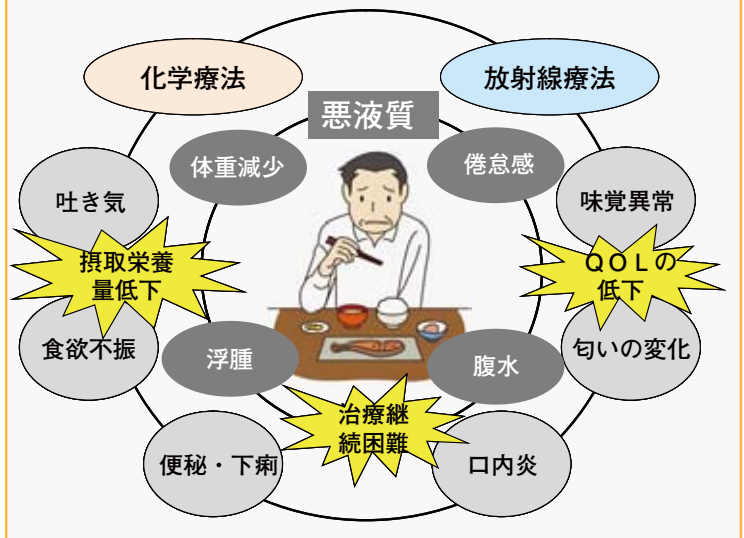 化学療法
放射線療法
悪液質
体重減少
倦怠感
吐き気
味覚異常
摂取栄養
量低下
ＱＯＬの
低下
食欲不振
浮腫
腹水
匂いの変化
治療継
続困難
便秘・下痢
口内炎